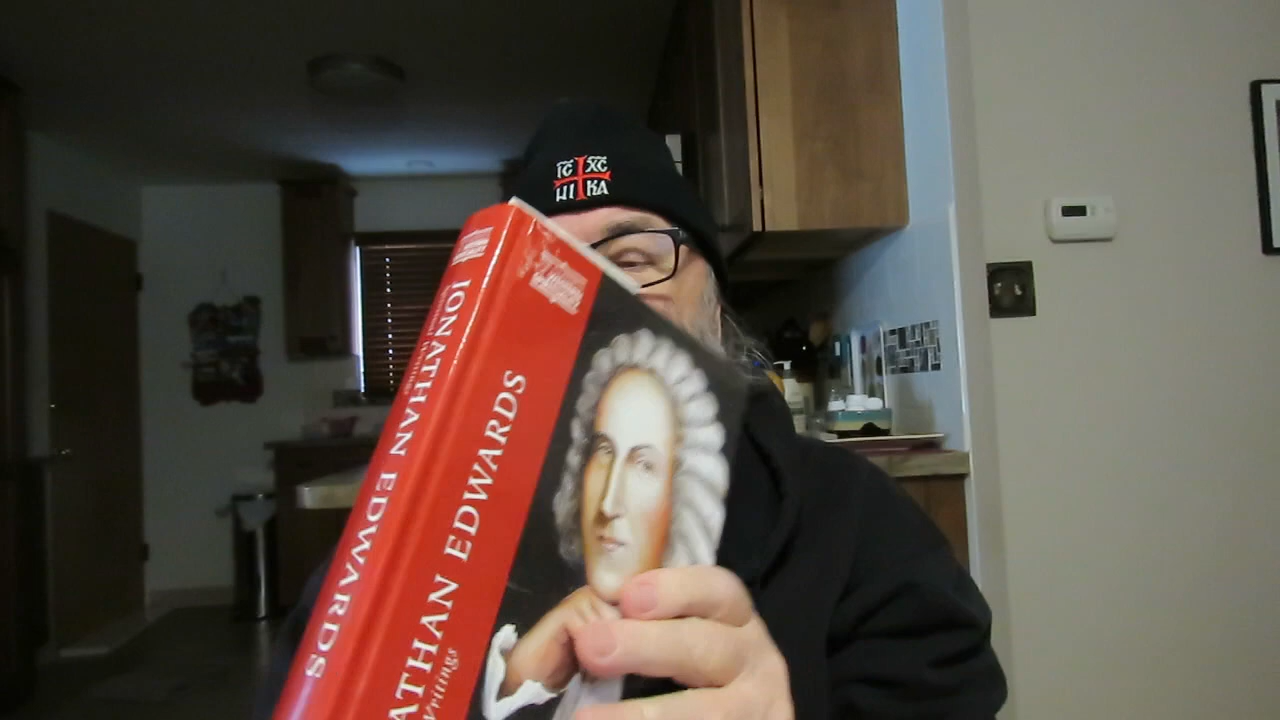 IC XC
NI KA
JONATHAN EDWARDS
ATHAN EDWARDS
Writings